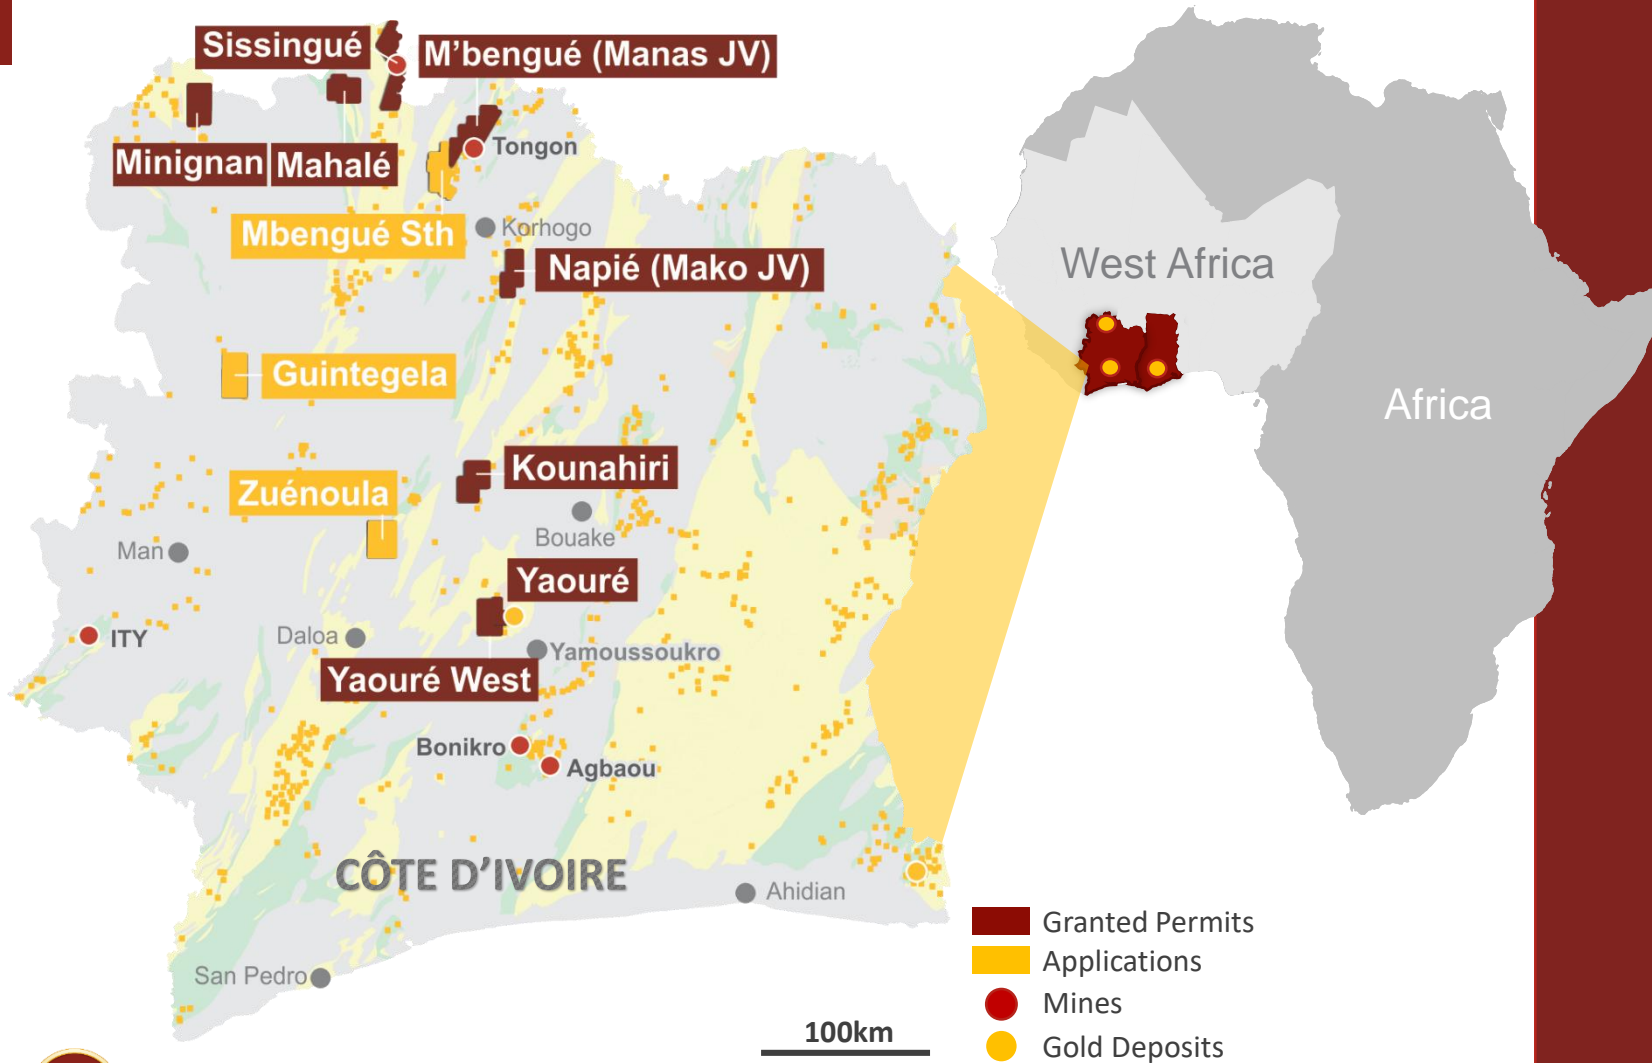 Sissingué
M’bengué (Manas JV)
Minignan
Mahalé
Tongon
Mbengué Sth
Korhogo
Napié (Mako JV)
West Africa
Guintegela
Africa
Kounahiri
Zuénoula
Bouake
Man
Yaouré
ITY
Daloa
Yamoussoukro
Yaouré West
Bonikro
Agbaou
CÔTE D’IVOIRE
Ahidian
San Pedro
Granted Permits
Applications
Mines
Gold Deposits
100km